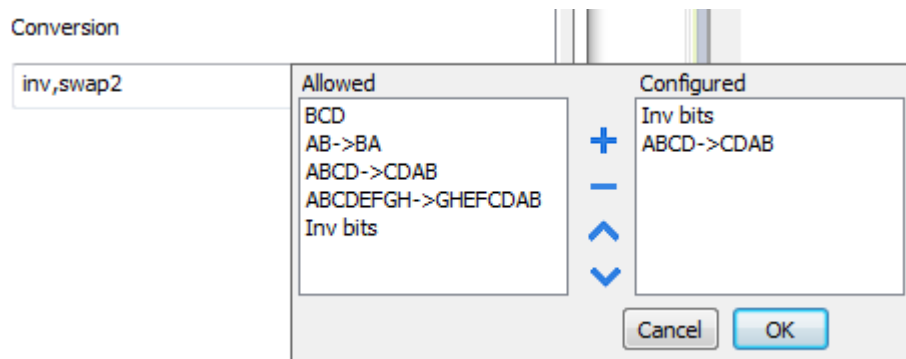 Conversion
inv,swap2
Allowed
BCD
AB->BA
ABCD->CDAB
ABCDEFGH->GHEFCDAB
Inv bits
Configured
Inv bits
ABCD->CDAB
Cancel
OK